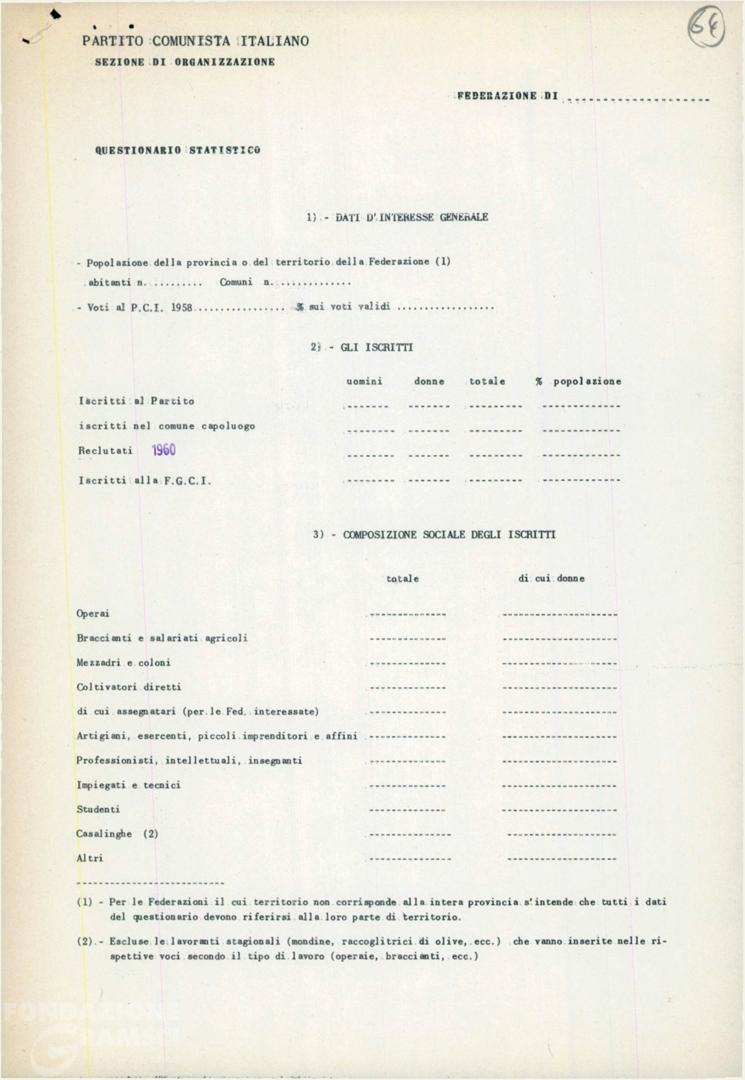 64
PARTITO COMUNISTA ITALIANO
SEZIONE DI ORGANIZZAZIONE
FEDERAZIONE DI ....................
QUESTIONARIO STATISTICO
1) - DATI D'INTERESSE GENERALE
- Popolazione della provincia o del territorio della Federazione (1)
abitanti n. ......... Comuni n. .............
- Voti al P.C.I. 1958 ................ % sui voti validi .................
2) - GLI ISCRITTI
uomini donne totale % popolazione
Iscritti al Partito
iscritti nel comune capoluogo
Reclutati 1960
Iscritti alla F.G.C.I.
3) - COMPOSIZIONE SOCIALE DEGLI ISCRITTI
totale di cui donne
Operai
Braccianti e salariati agricoli
Mezzadri e coloni
Coltivatori diretti
di cui assegnatari (per le Fed. interessate)
Artigiani, esercenti, piccoli imprenditori e affini
Professionisti, intellettuali, insegnanti
Impiegati e tecnici
Studenti
Casalinghe (2)
Altri
(1) - Per le Federazioni il cui territorio non corrisponde alla intera provincia s'intende che tutti i dati
del questionario devono riferirsi alla loro parte di territorio.
(2) - Escluse le lavoranti stagionali (mondine, raccoglitrici di olive, ecc.) che vanno inserite nelle ri-
spettive voci secondo il tipo di lavoro (operaie, braccianti, ecc.)
FONDAZIONE
GRAMSCI